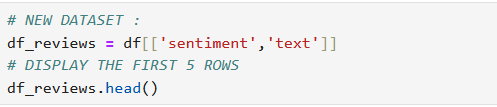 # NEW DATASET :
df_reviews = df[['sentiment','text']]
# DISPLAY THE FIRST 5 ROWS
df_reviews.head()